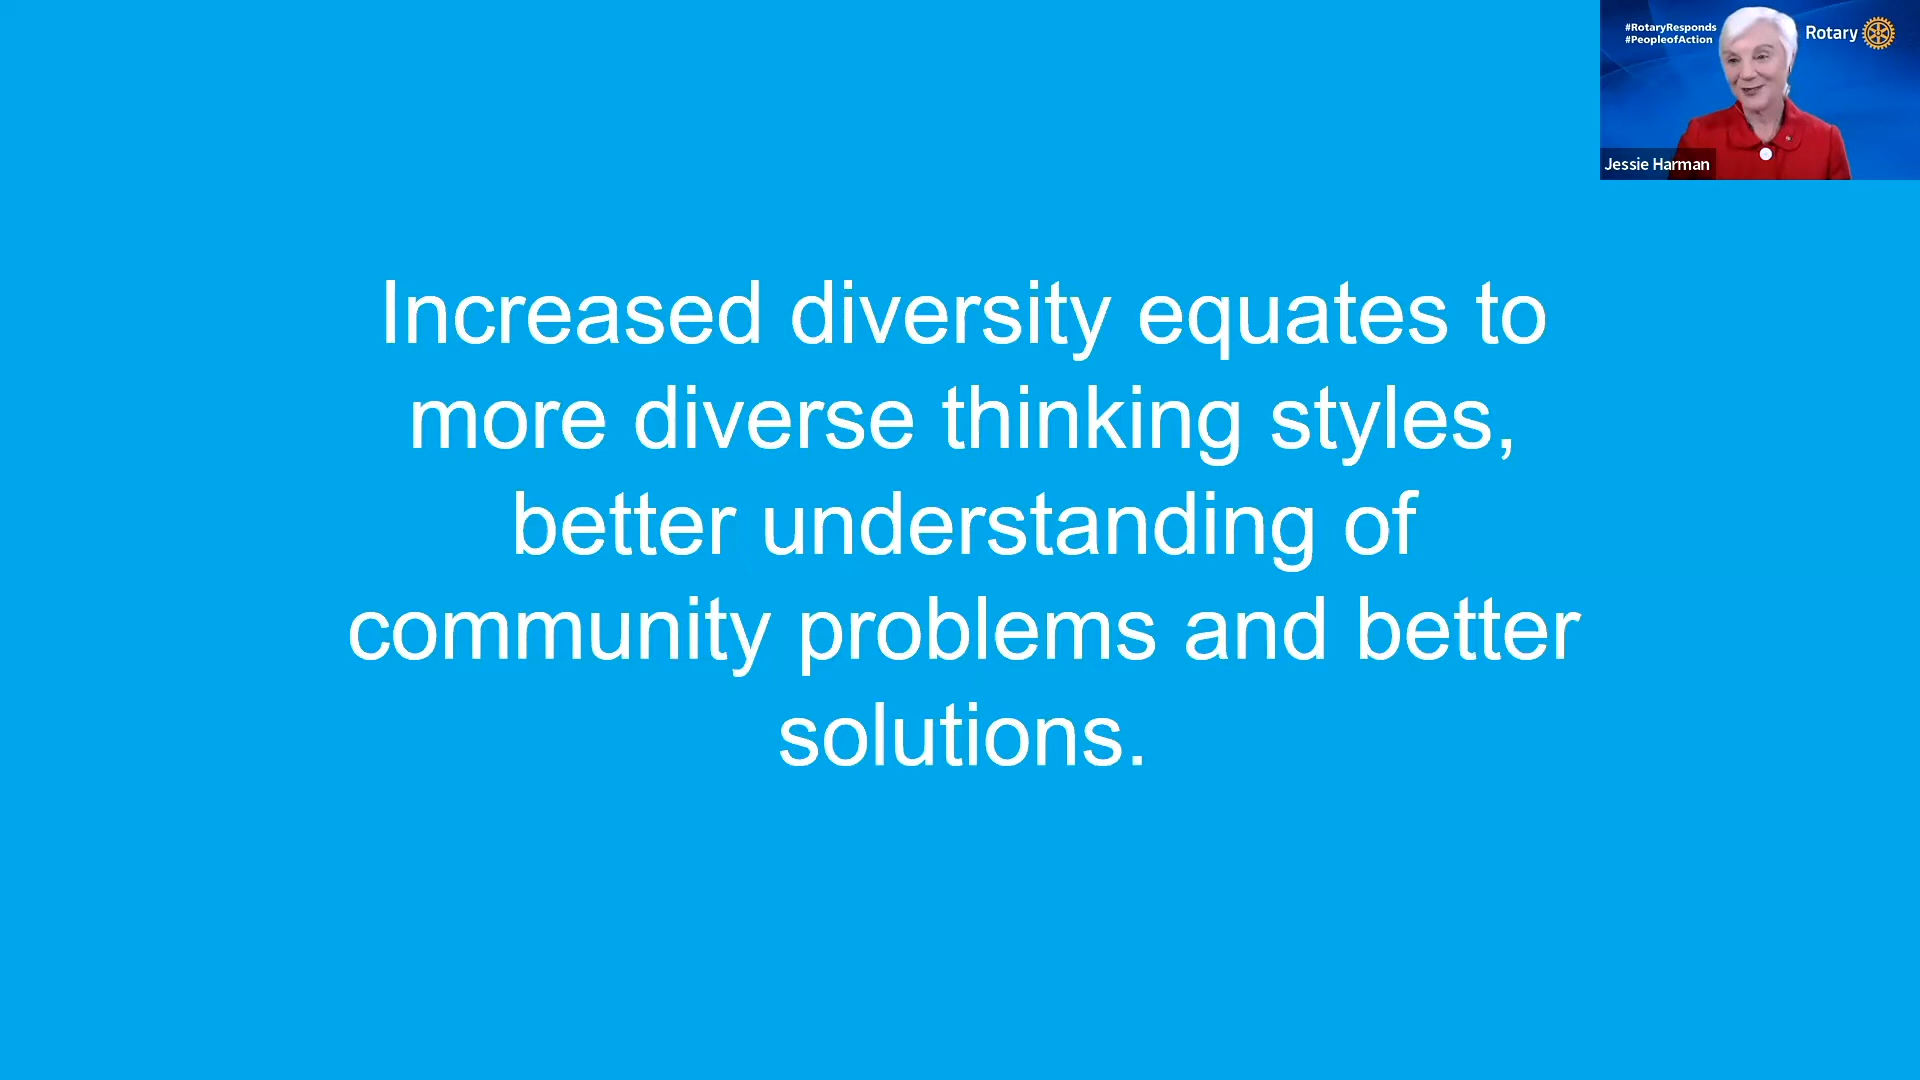 #RotaryResponds
#PeopleofAction
Rotary
Jessie Harman
Increased diversity equates to
more diverse thinking styles,
better understanding of
community problems and better
solutions.